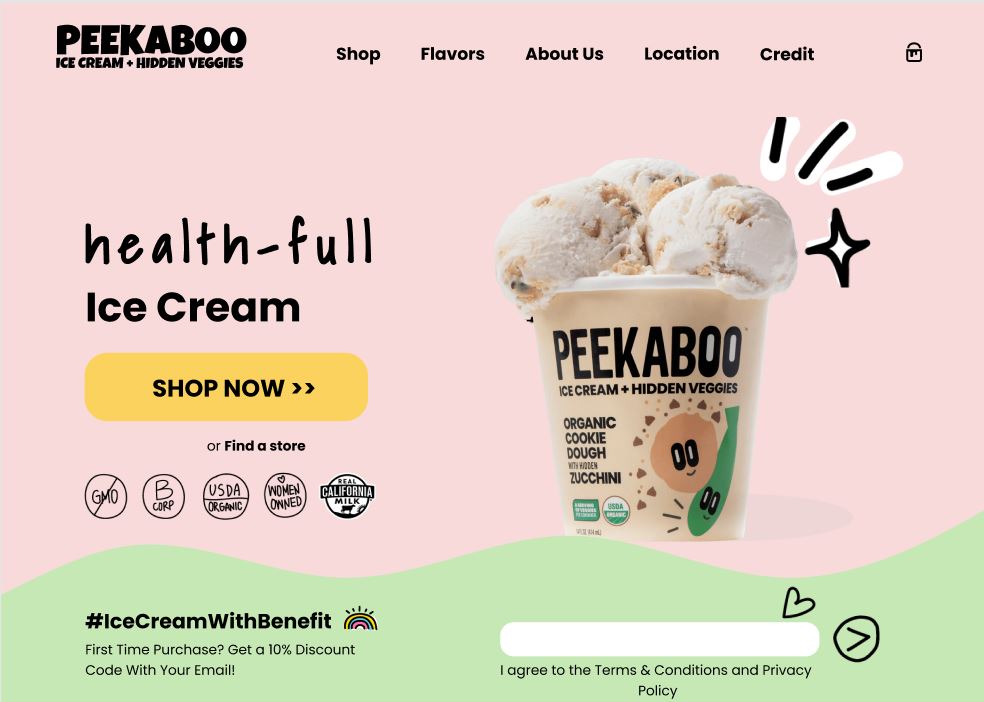 PEEKABOO
ICE CREAM + HIDDEN VEGGIES
Shop Flavors About Us Location Credit
health-full
Ice Cream
SHOP NOW >>
or Find a store
GMO
B
CORP
USDA
ORGANIC
WOMEN
OWNED
REAL
CALIFORNIA
MILK
PEEKABOO
ICE CREAM + HIDDEN VEGGIES
ORGANIC
COOKIE
DOUGH
WITH HIDDEN
ZUCCHINI
USDA
ORGANIC
#IceCreamWithBenefit
First Time Purchase? Get a 10% Discount
Code With Your Email!
I agree to the Terms & Conditions and Privacy
Policy